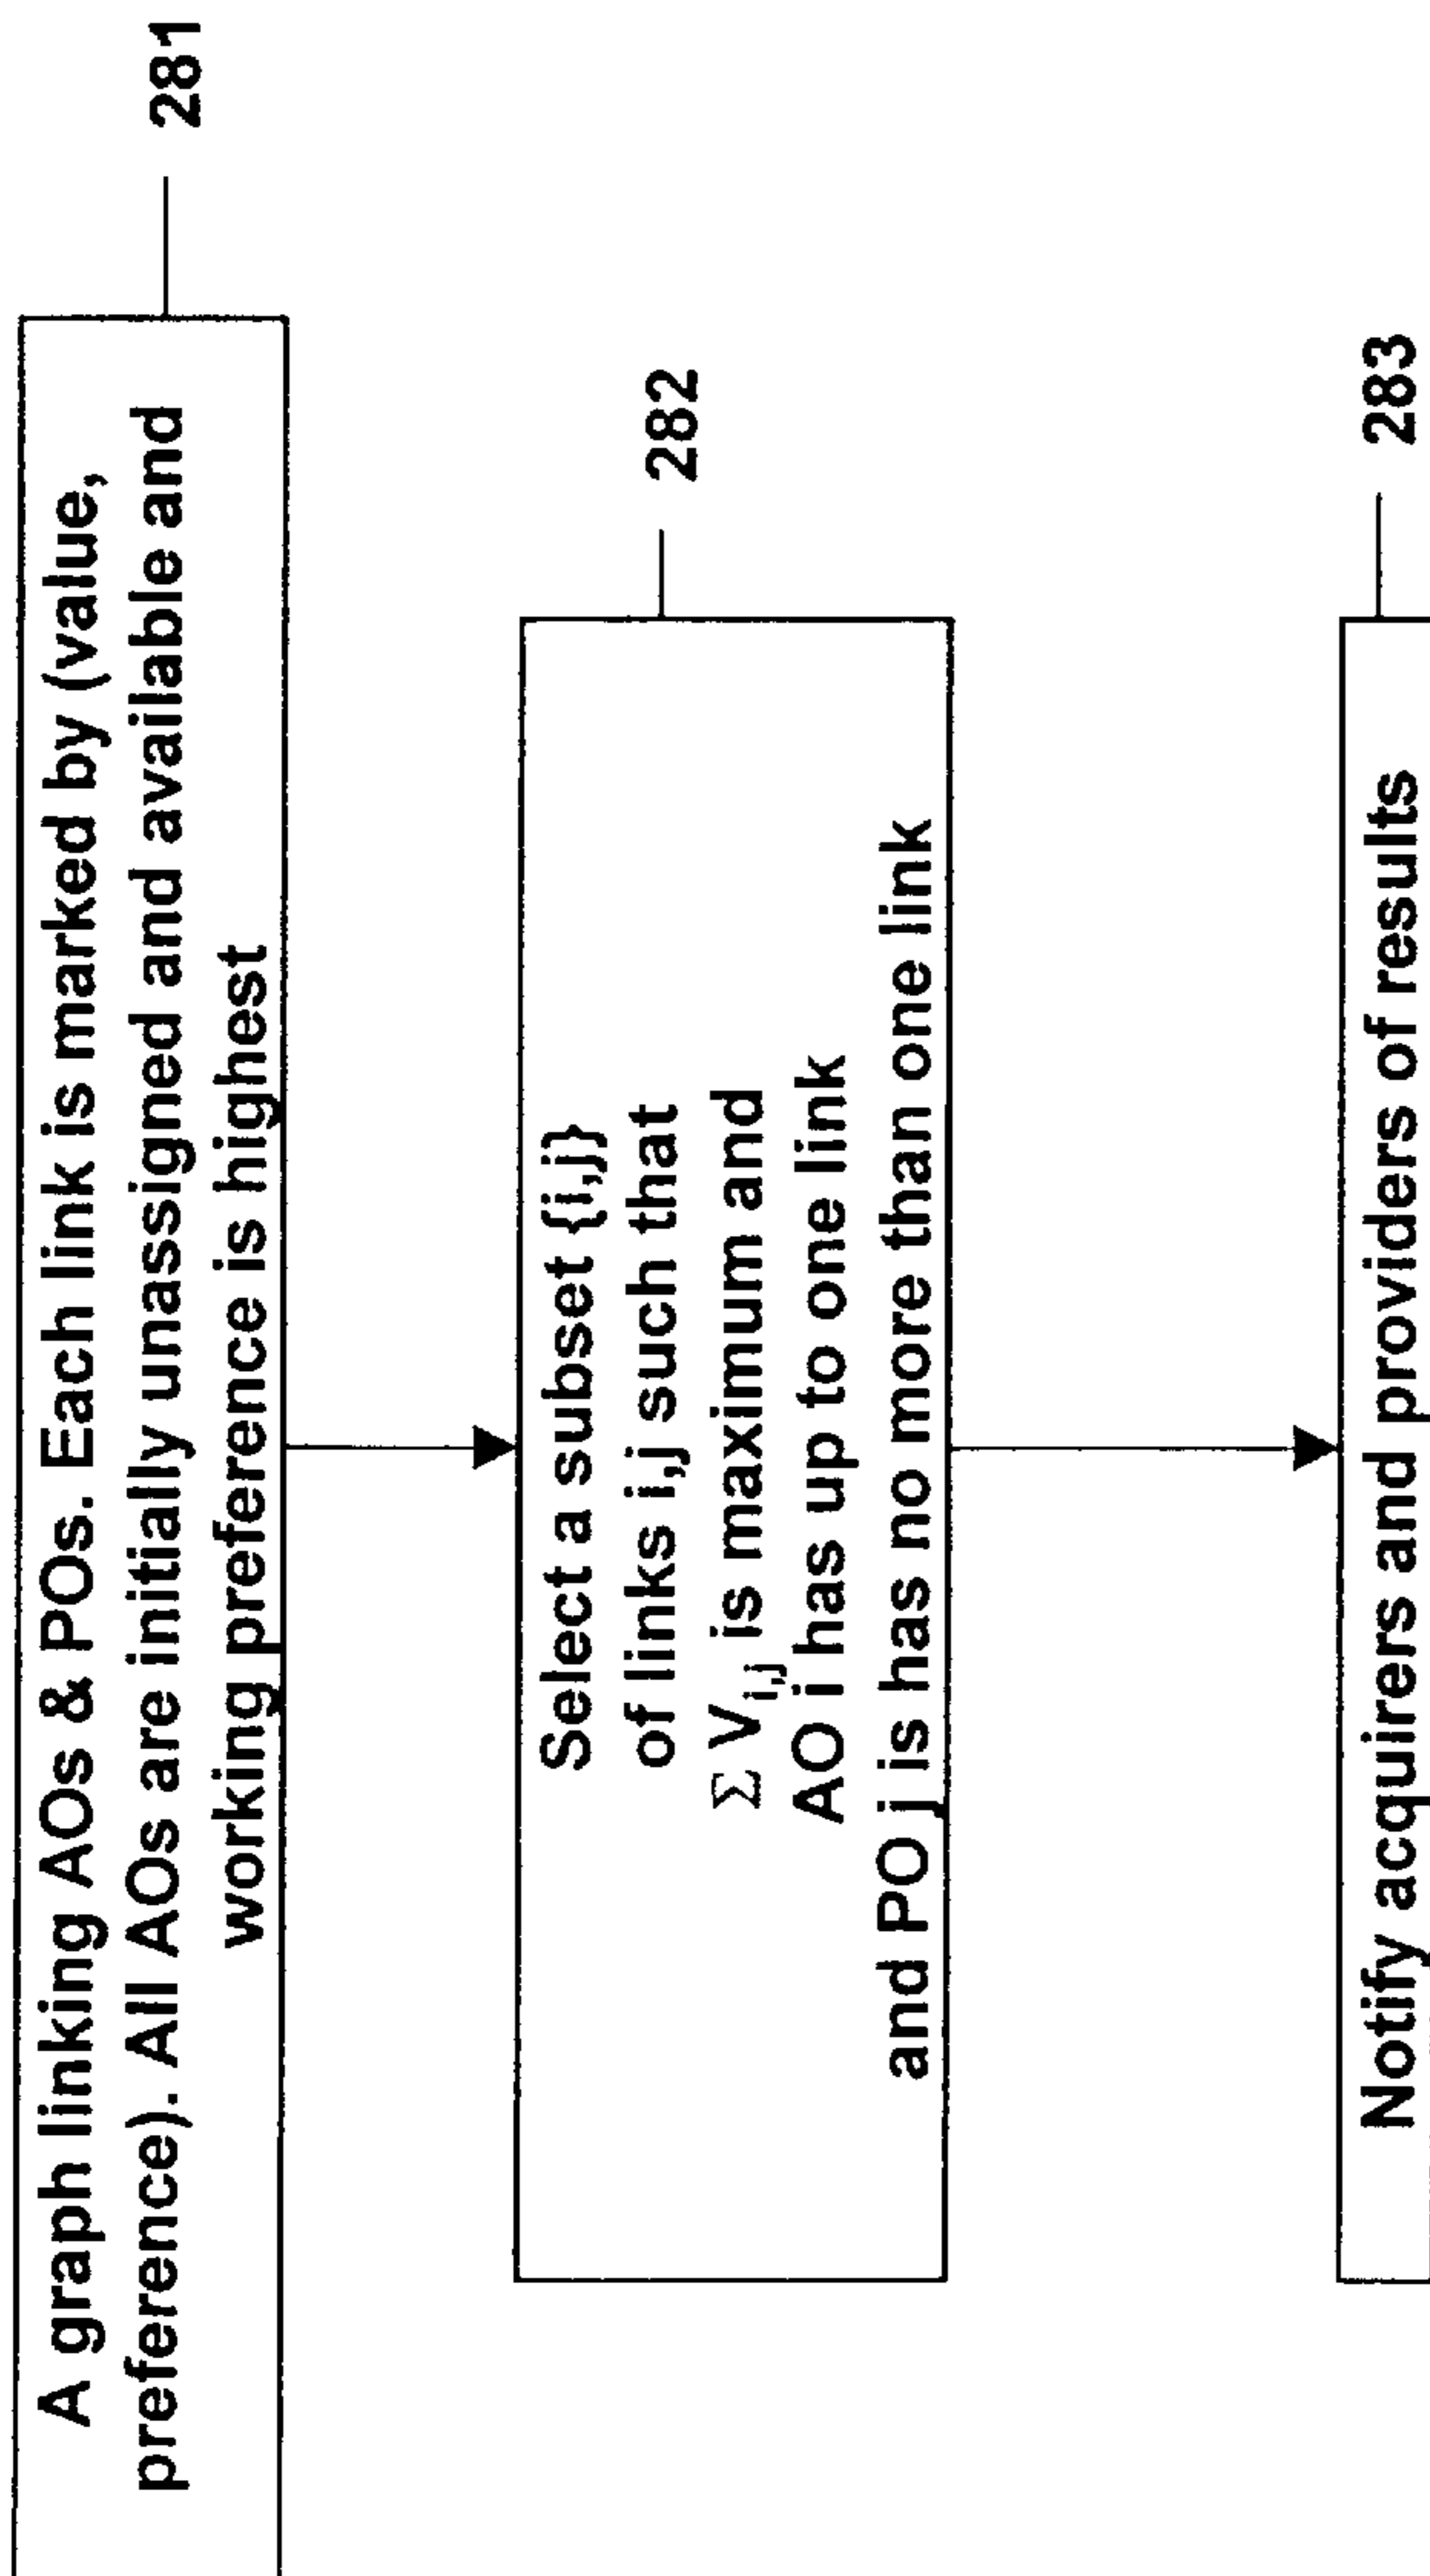 A graph linking AOs & POs. Each link is marked by (value,
preference). All AOs are initially unassigned and available and
working preference is highest
281
Select a subset {i,j}
of links i,j such that
Σ Vi,j is maximum and
AO i has up to one link
and PO j is has no more than one link
282
Notify acquirers and providers of results
283